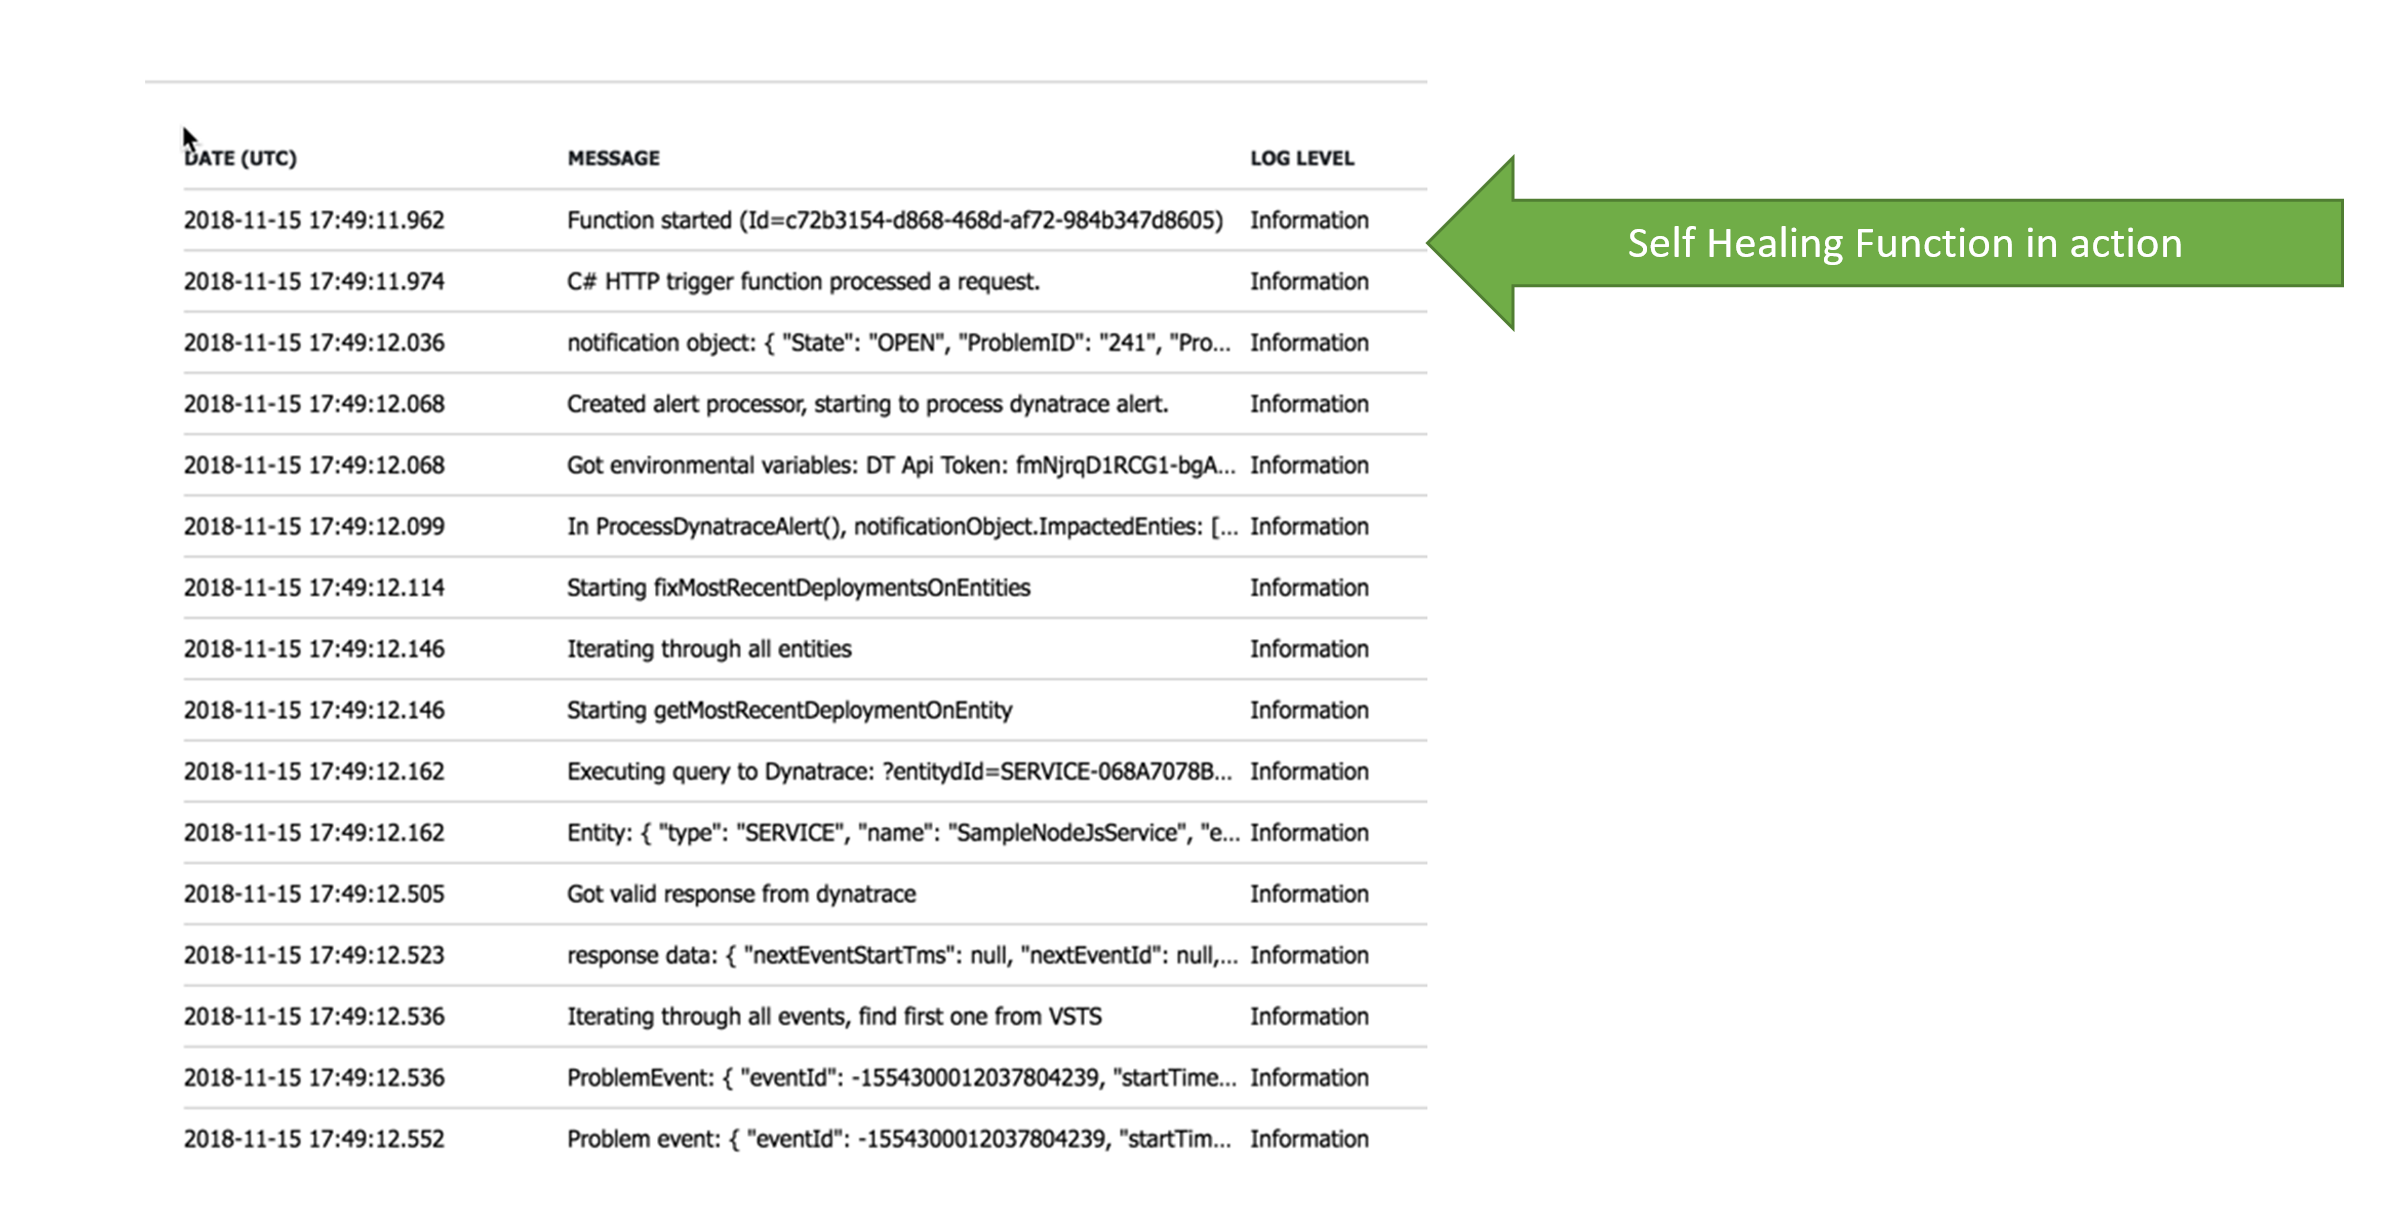 DATE (UTC) MESSAGE LOG LEVEL
2018-11-15 17:49:11.962 Function started (Id=c72b3154-d868-468d-af72-984b347d8605) Information
Self Healing Function in action
2018-11-15 17:49:11.974 C# HTTP trigger function processed a request. Information
2018-11-15 17:49:12.036 notification object: { "State": "OPEN", "ProblemID": "241", "Pro... Information
2018-11-15 17:49:12.068 Created alert processor, starting to process dynatrace alert. Information
2018-11-15 17:49:12.068 Got environmental variables: DT Api Token: fmNjrqD1RCG1-bgA... Information
2018-11-15 17:49:12.099 In ProcessDynatraceAlert(), notificationObject.ImpactedEnties: [... Information
2018-11-15 17:49:12.114 Starting fixMostRecentDeploymentsOnEntities Information
2018-11-15 17:49:12.146 Iterating through all entities Information
2018-11-15 17:49:12.146 Starting getMostRecentDeploymentOnEntity Information
2018-11-15 17:49:12.162 Executing query to Dynatrace: ?entitydId=SERVICE-068A7078B... Information
2018-11-15 17:49:12.162 Entity: { "type": "SERVICE", "name": "SampleNodeJsService", "e... Information
2018-11-15 17:49:12.505 Got valid response from dynatrace Information
2018-11-15 17:49:12.523 response data: { "nextEventStartTms": null, "nextEventId": null,... Information
2018-11-15 17:49:12.536 Iterating through all events, find first one from VSTS Information
2018-11-15 17:49:12.536 ProblemEvent: { "eventId": -1554300012037804239, "startTime... Information
2018-11-15 17:49:12.552 Problem event: { "eventId": -1554300012037804239, "startTim... Information